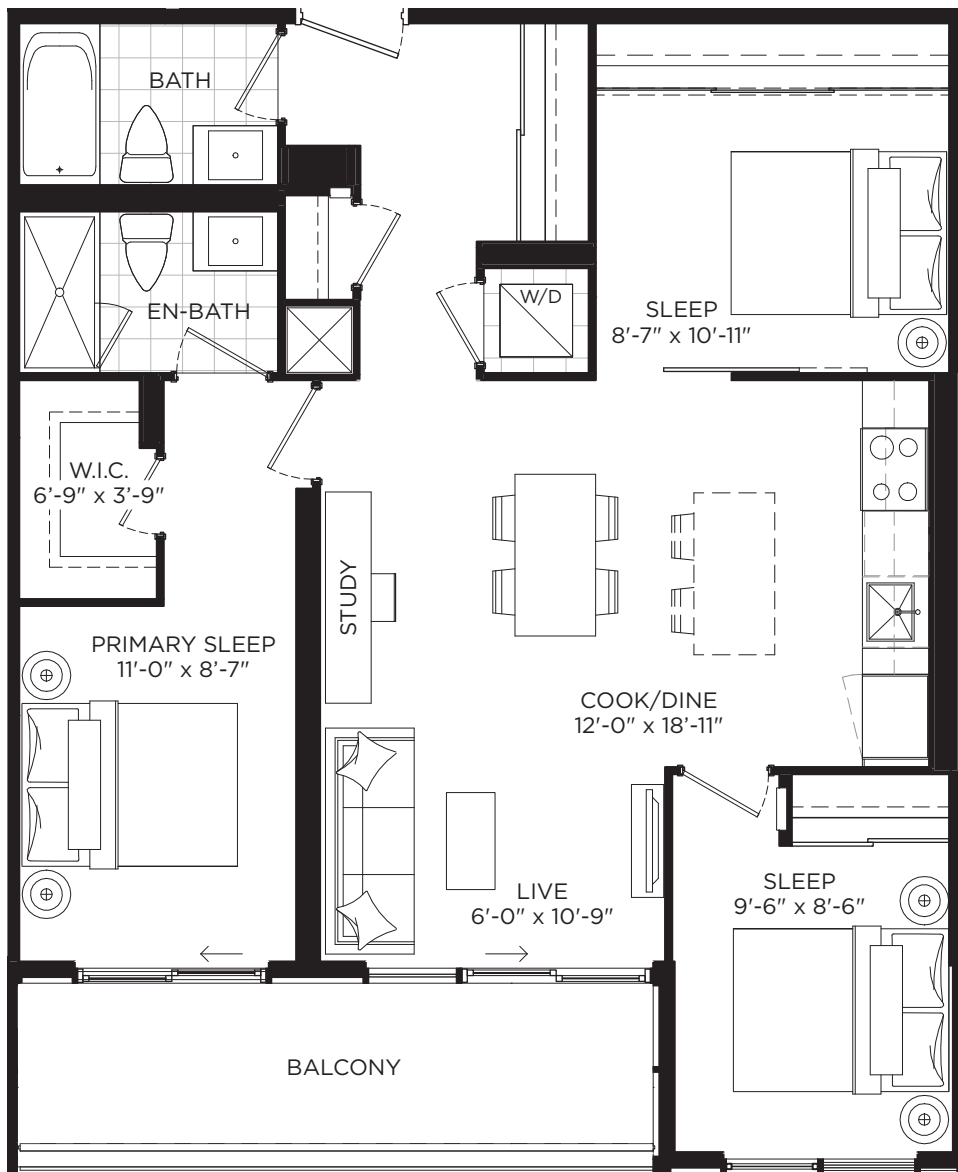 BATH
EN-BATH
W/D
SLEEP
8'-7" x 10'-11"
W.I.C.
6'-9" x 3'-9"
STUDY
PRIMARY SLEEP
11'-0" x 8'-7"
COOK/DINE
12'-0" x 18'-11"
LIVE
6'-0" x 10'-9"
SLEEP
9'-6" x 8'-6"
BALCONY